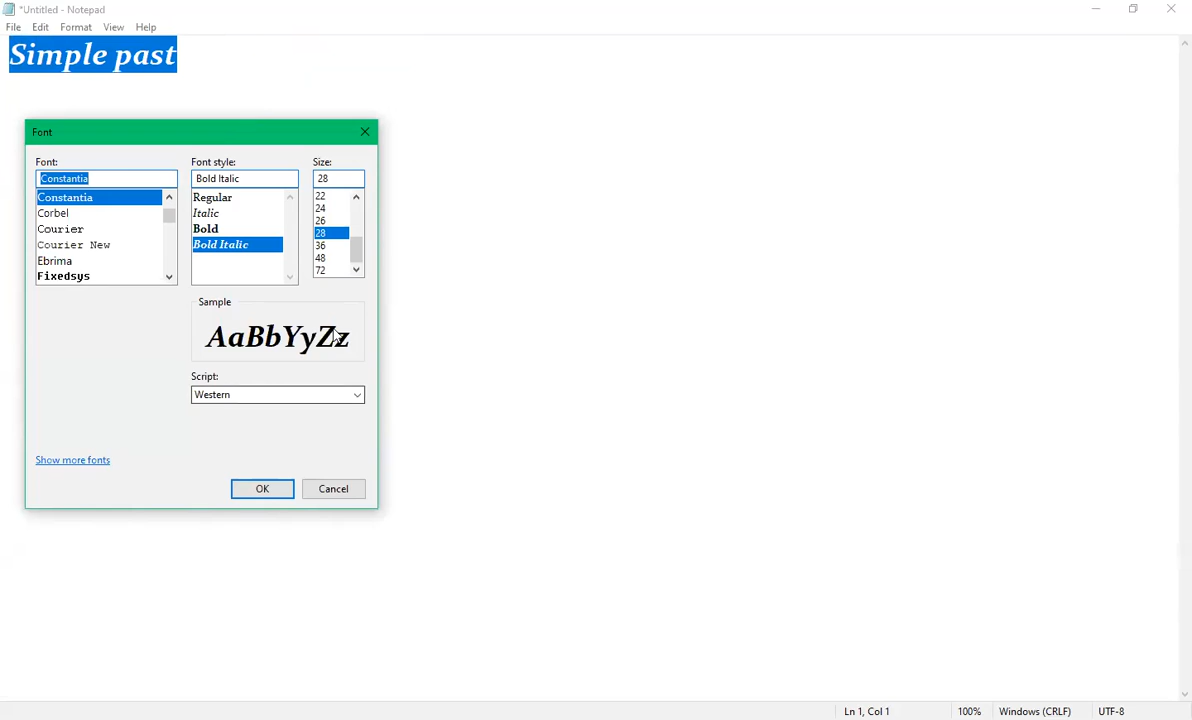 *Untitled - Notepad
File Edit Format View Help
Simple past
Font
Font: Font style: Size:
Constantia Bold Italic 28
Constantia Regular 22
Corbel Italic 24
Courier Bold 26
Courier New Bold Italic 28
Ebrima 36
Fixedsys 48
72
Sample
AaBbYyZz
Script:
Western
Show more fonts
OK Cancel
Ln 1, Col 1 100% Windows (CRLF) UTF-8